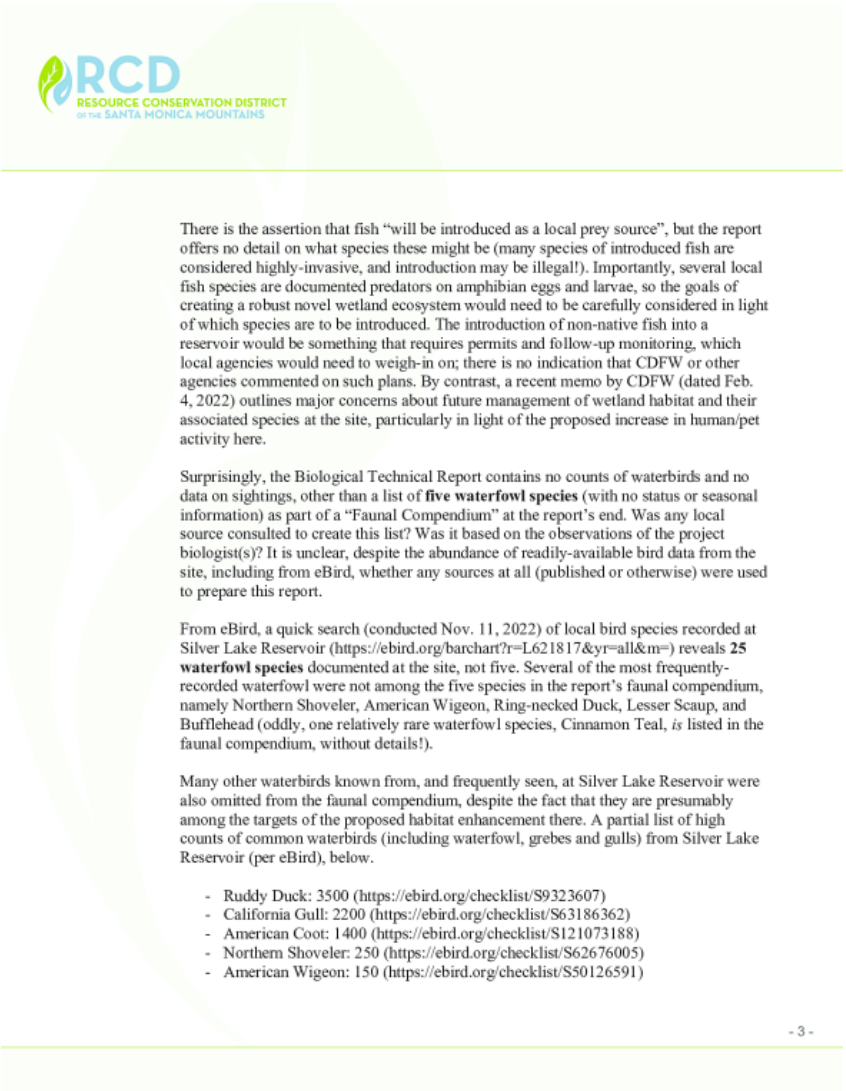 RCD
RESOURCE CONSERVATION DISTRICT
OF THE SANTA MONICA MOUNTAINS
There is the assertion that fish “will be introduced as a local prey source”, but the report
offers no detail on what species these might be (many species of introduced fish are
considered highly-invasive, and introduction may be illegal!). Importantly, several local
fish species are documented predators on amphibian eggs and larvae, so the goals of
creating a robust novel wetland ecosystem would need to be carefully considered in light
of which species are to be introduced. The introduction of non-native fish into a
reservoir would be something that requires permits and follow-up monitoring, which
local agencies would need to weigh-in on; there is no indication that CDFW or other
agencies commented on such plans. By contrast, a recent memo by CDFW (dated Feb.
4, 2022) outlines major concerns about future management of wetland habitat and their
associated species at the site, particularly in light of the proposed increase in human/pet
activity here.
Surprisingly, the Biological Technical Report contains no counts of waterbirds and no
data on sightings, other than a list of five waterfowl species (with no status or seasonal
information) as part of a “Faunal Compendium” at the report’s end. Was any local
source consulted to create this list? Was it based on the observations of the project
biologist(s)? It is unclear, despite the abundance of readily-available bird data from the
site, including from eBird, whether any sources at all (published or otherwise) were used
to prepare this report.
From eBird, a quick search (conducted Nov. 11, 2022) of local bird species recorded at
Silver Lake Reservoir (https://ebird.org/barchart?r=L621817&yr=all&m=) reveals 25
waterfowl species documented at the site, not five. Several of the most frequently-
recorded waterfowl were not among the five species in the report’s faunal compendium,
namely Northern Shoveler, American Wigeon, Ring-necked Duck, Lesser Scaup, and
Bufflehead (oddly, one relatively rare waterfowl species, Cinnamon Teal, is listed in the
faunal compendium, without details!).
Many other waterbirds known from, and frequently seen, at Silver Lake Reservoir were
also omitted from the faunal compendium, despite the fact that they are presumably
among the targets of the proposed habitat enhancement there. A partial list of high
counts of common waterbirds (including waterfowl, grebes and gulls) from Silver Lake
Reservoir (per eBird), below.
- Ruddy Duck: 3500 (https://ebird.org/checklist/S9323607)
- California Gull: 2200 (https://ebird.org/checklist/S63186362)
- American Coot: 1400 (https://ebird.org/checklist/S121073188)
- Northern Shoveler: 250 (https://ebird.org/checklist/S62676005)
- American Wigeon: 150 (https://ebird.org/checklist/S50126591)
- 3 -